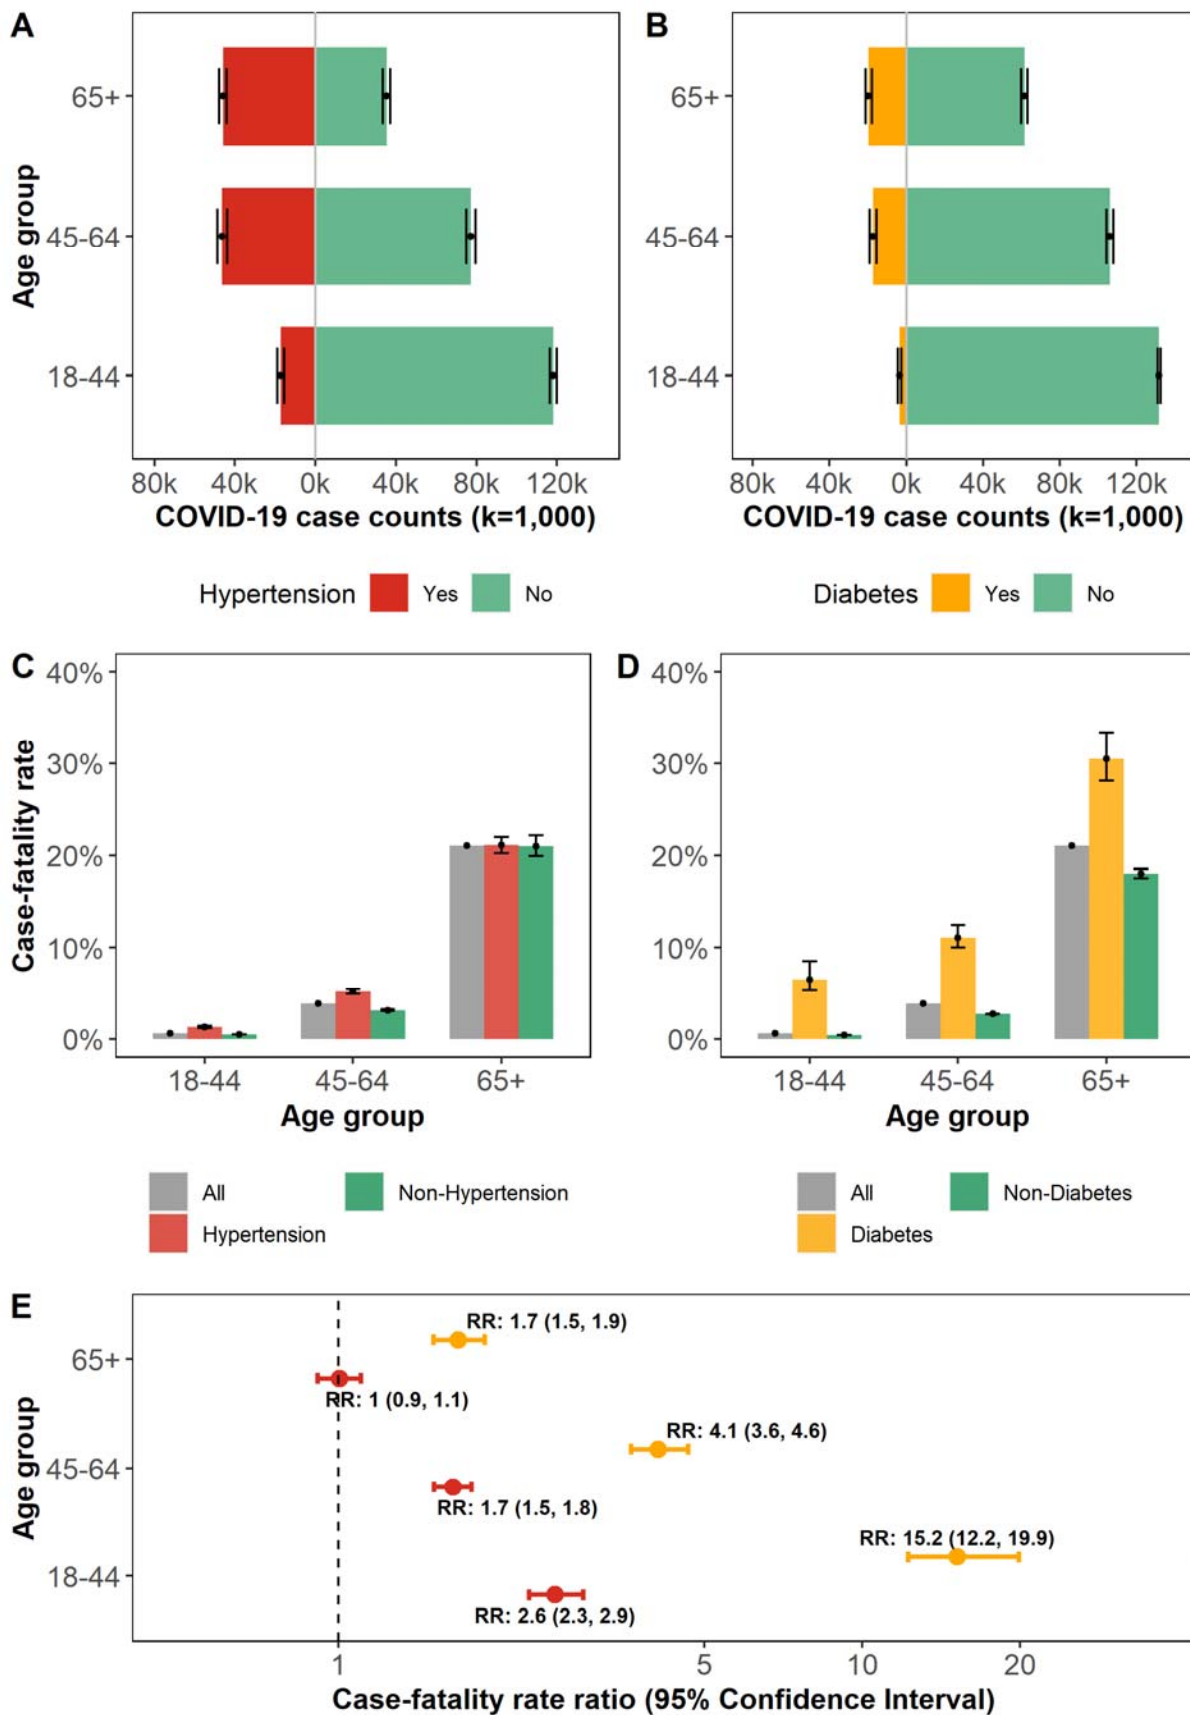 A
65+
45-64
18-44
Age group
80k 40k 0k 40k 80k 120k
COVID-19 case counts (k=1,000)
Hypertension Yes No
B
65+
45-64
18-44
80k 40k 0k 40k 80k 120k
COVID-19 case counts (k=1,000)
Diabetes Yes No
C
40%
30%
20%
10%
0%
Case-fatality rate
18-44 45-64 65+
Age group
All Non-Hypertension
Hypertension
D
40%
30%
20%
10%
0%
18-44 45-64 65+
Age group
All Non-Diabetes
Diabetes
E
RR: 1.7 (1.5, 1.9)
65+
RR: 1 (0.9, 1.1)
RR: 4.1 (3.6, 4.6)
45-64
RR: 1.7 (1.5, 1.8)
RR: 15.2 (12.2, 19.9)
18-44
RR: 2.6 (2.3, 2.9)
Age group
1 5 10 20
Case-fatality rate ratio (95% Confidence Interval)